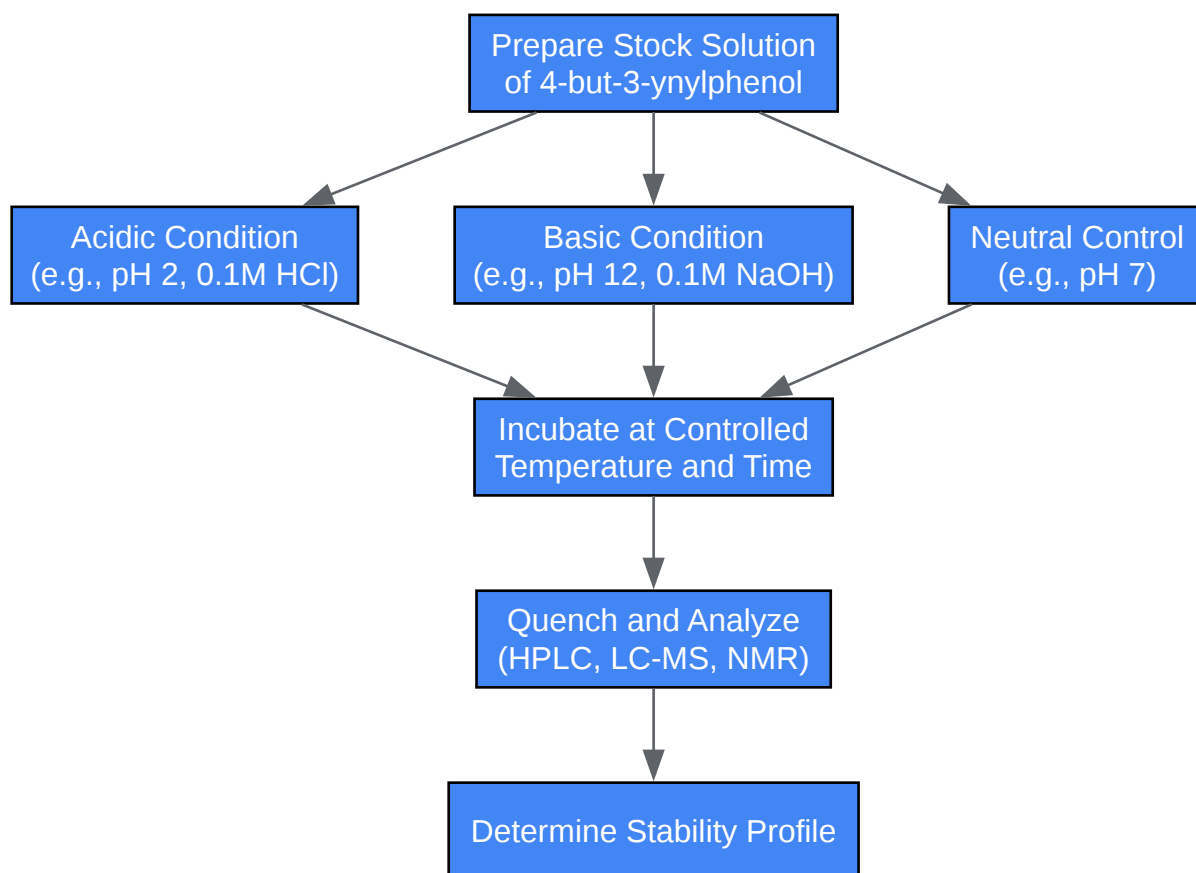 Prepare Stock Solution
of 4-but-3-ynylphenol
Acidic Condition
(e.g., pH 2, 0.1M HCl)
Basic Condition
(e.g., pH 12, 0.1M NaOH)
Neutral Control
(e.g., pH 7)
Incubate at Controlled
Temperature and Time
Quench and Analyze
(HPLC, LC-MS, NMR)
Determine Stability Profile